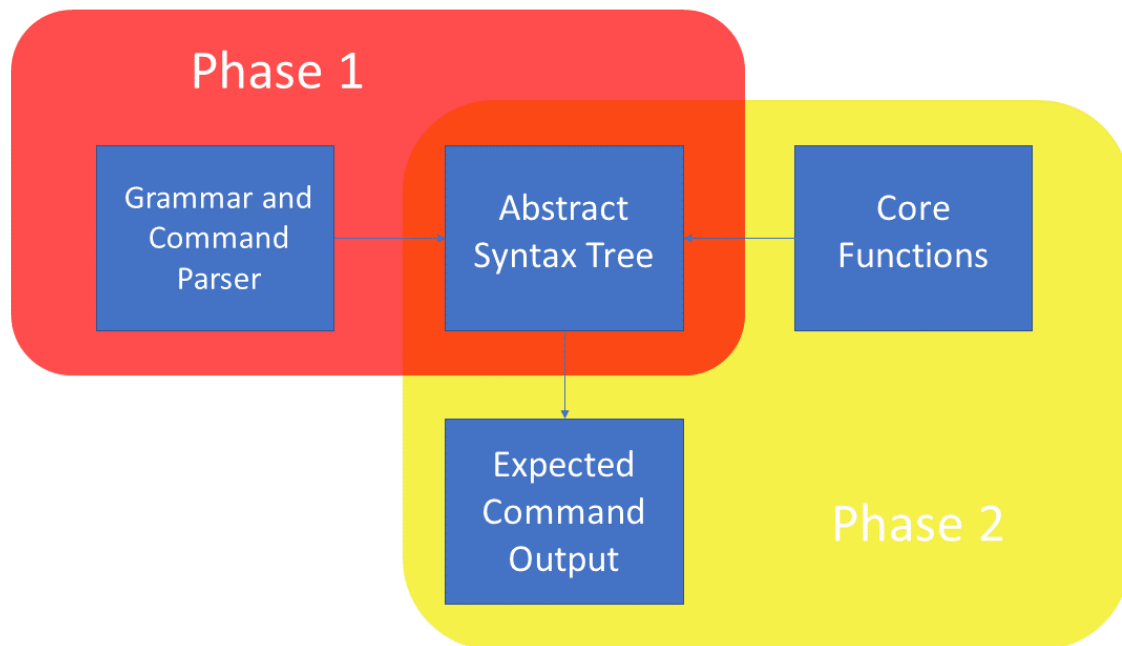 Phase 1
Grammar and
Command
Parser
Abstract
Syntax Tree
Core
Functions
Expected
Command
Output
Phase 2